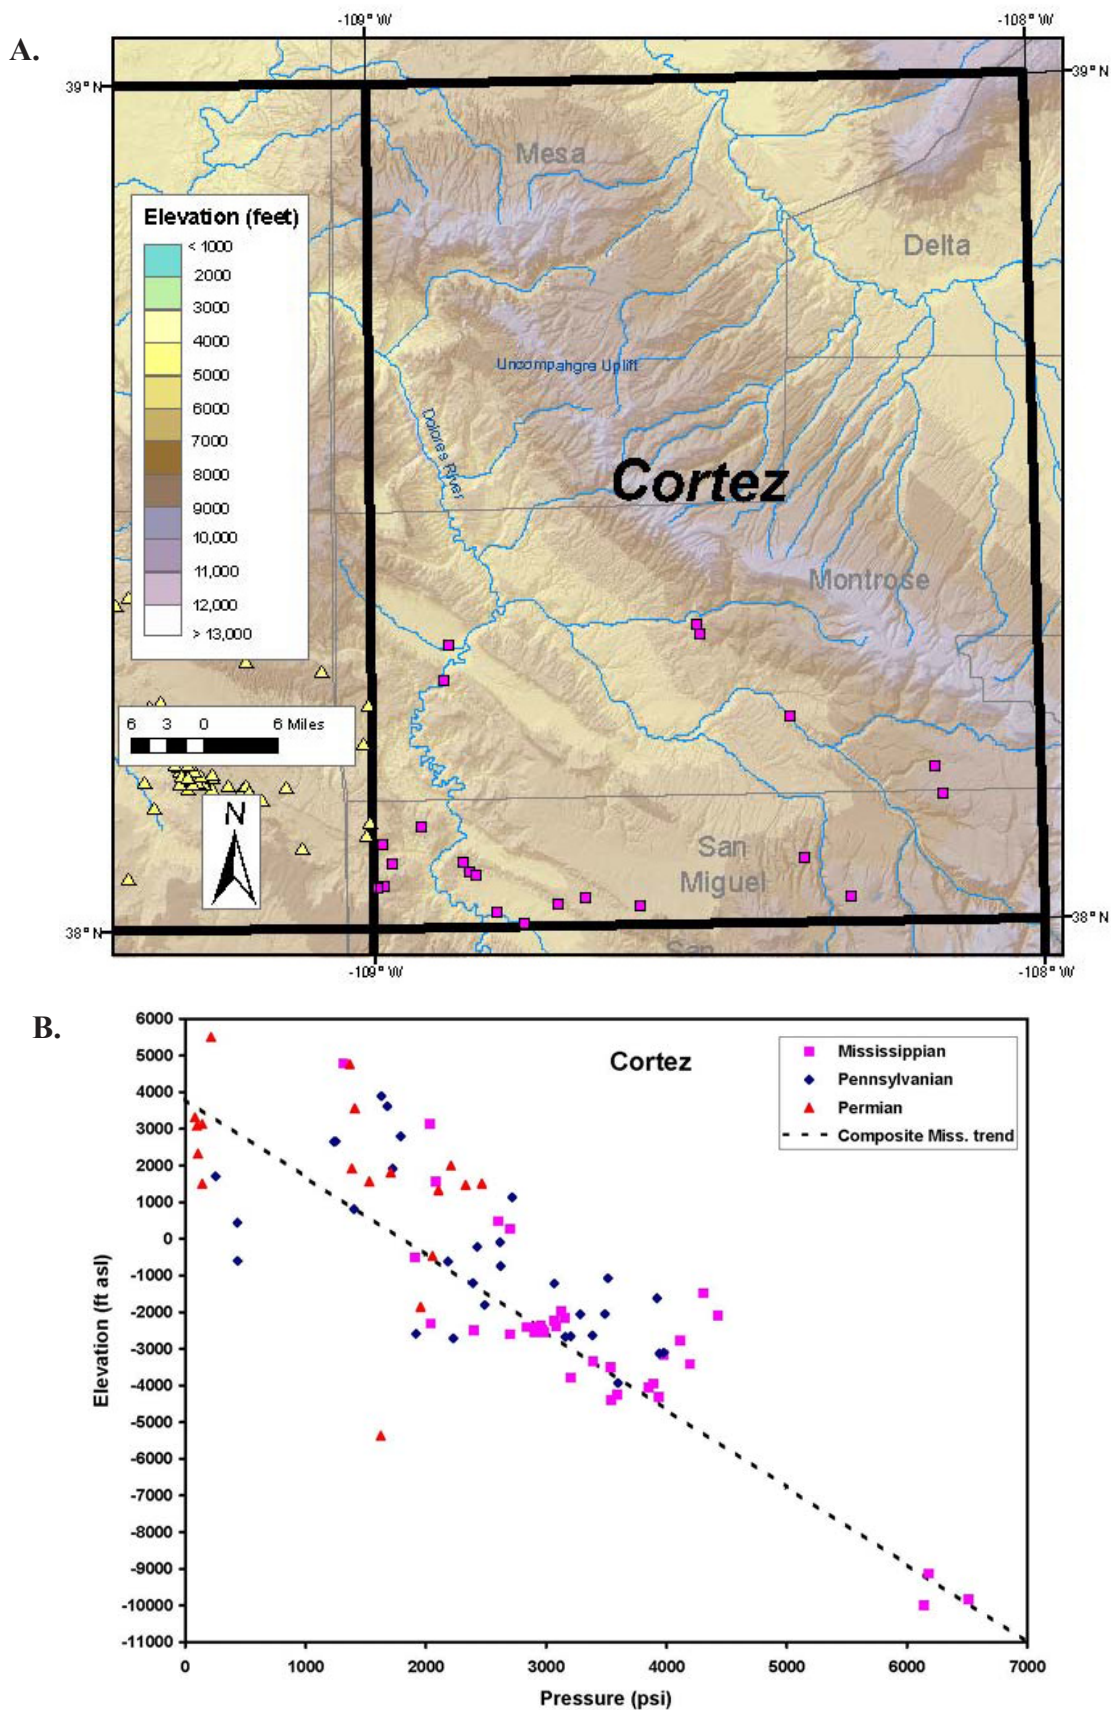 A.
-109° W
-108° W
39° N
39° N
Mesa
Elevation (feet)
< 1000
2000
3000
4000
5000
6000
7000
8000
9000
10,000
11,000
12,000
> 13,000
Delta
Uncompahgre Uplift
Dolores River
Cortez
Montrose
6 3 0 6 Miles
N
San
Miguel
San
38° N
38° N
-109° W
-108° W
B.
6000
5000
4000
3000
2000
1000
0
-1000
-2000
-3000
-4000
-5000
-6000
-7000
-8000
-9000
-10000
-11000
Elevation (ft asl)
Cortez
Mississippian
Pennsylvanian
Permian
Composite Miss. trend
0 1000 2000 3000 4000 5000 6000 7000
Pressure (psi)